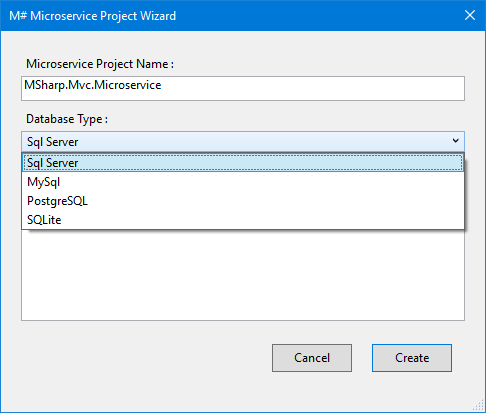 M# Microservice Project Wizard
Microservice Project Name :
MSharp.Mvc.Microservice
Database Type :
Sql Server
Sql Server
MySql
PostgreSQL
SQLite
Cancel
Create